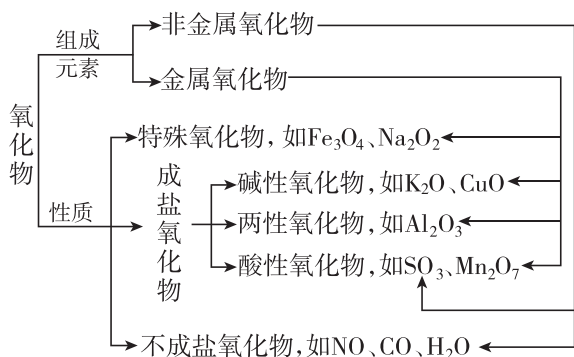 非金属氧化物
组成
元素
金属氧化物
氧化物
特殊氧化物,如Fe₃O₄、Na₂O₂
成盐氧化物
碱性氧化物,如K₂O、CuO
性质
两性氧化物,如Al₂O₃
酸性氧化物,如SO₃、Mn₂O₇
不成盐氧化物,如NO、CO、H₂O